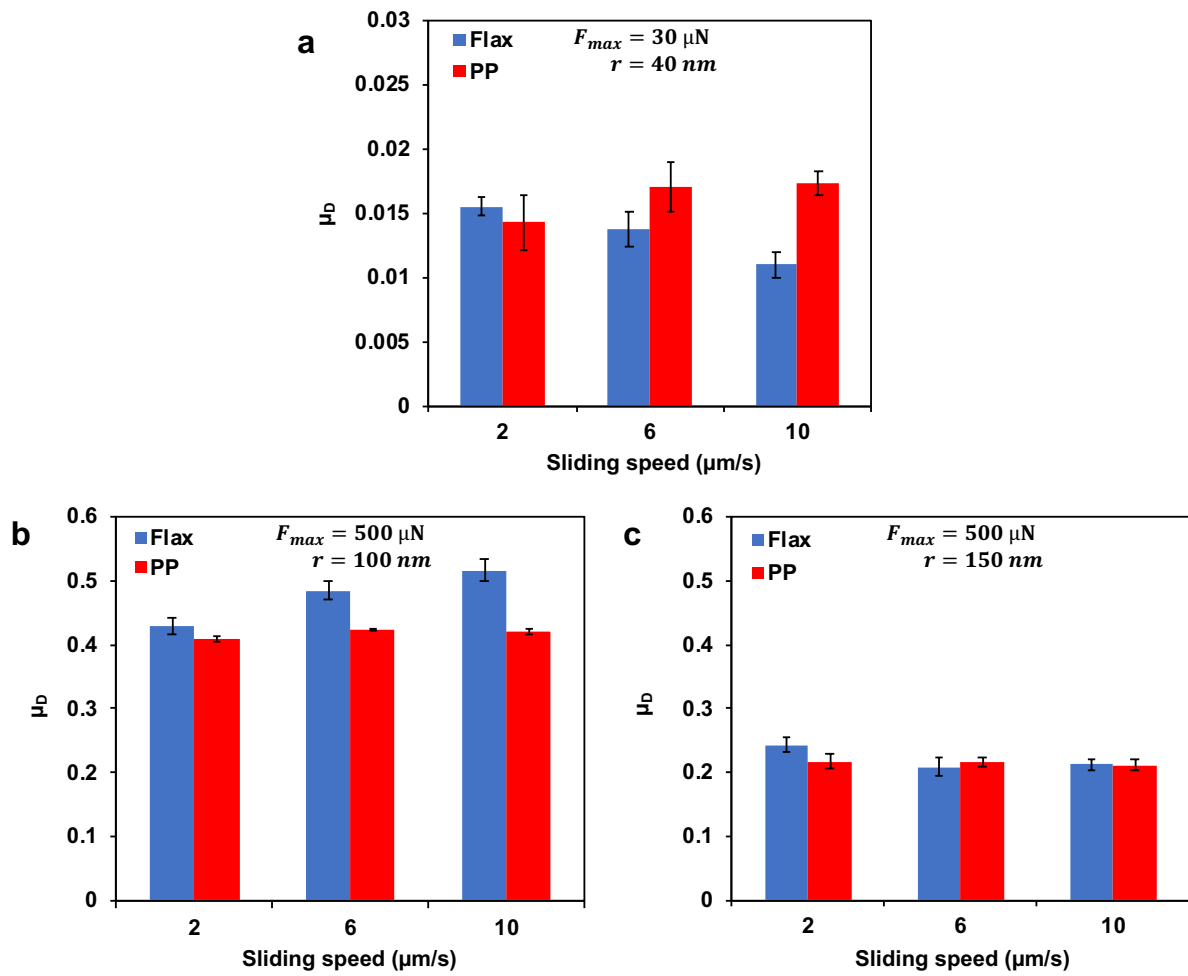 a
Flax
PP
F_max = 30 µN
r = 40 nm
0.03
0.025
0.02
0.015
0.01
0.005
0
µD
2 6 10
Sliding speed (µm/s)
b
Flax
PP
F_max = 500 µN
r = 100 nm
0.6
0.5
0.4
0.3
0.2
0.1
0
µD
2 6 10
Sliding speed (µm/s)
c
Flax
PP
F_max = 500 µN
r = 150 nm
0.6
0.5
0.4
0.3
0.2
0.1
0
µD
2 6 10
Sliding speed (µm/s)